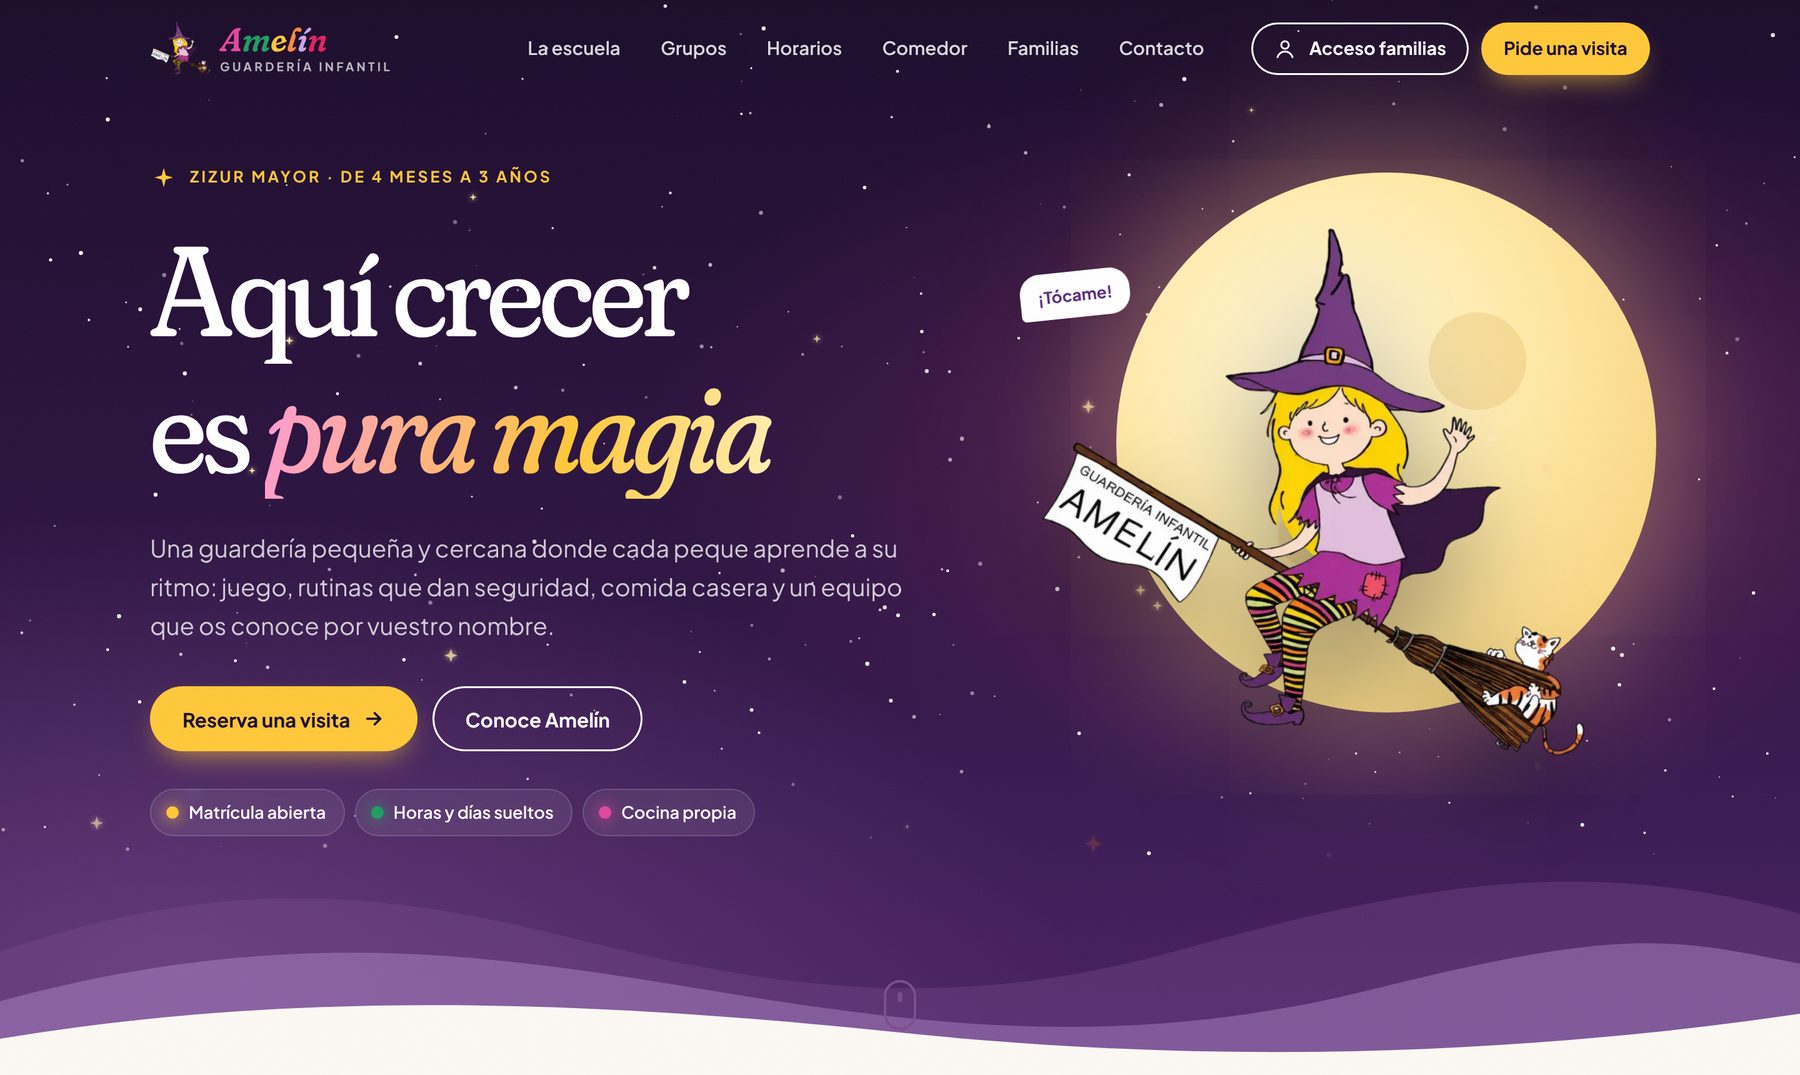 Amelín
GUARDERÍA INFANTIL
La escuela
Grupos
Horarios
Comedor
Familias
Contacto
Acceso familias
Pide una visita
ZIZUR MAYOR · DE 4 MESES A 3 AÑOS
Aquí crecer
es pura magia
Una guardería pequeña y cercana donde cada peque aprende a su
ritmo: juego, rutinas que dan seguridad, comida casera y un equipo
que os conoce por vuestro nombre.
Reserva una visita
Conoce Amelín
Matrícula abierta
Horas y días sueltos
Cocina propia
¡Tócame!
GUARDERÍA INFANTIL
AMELÍN